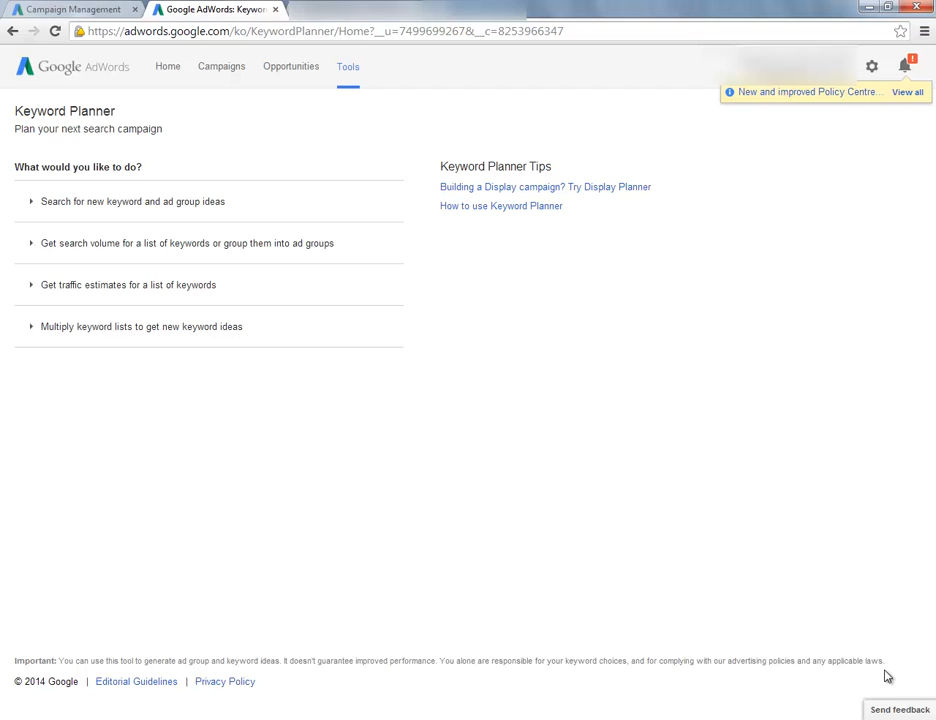 Campaign Management
Google AdWords: Keywor
https://adwords.google.com/ko/KeywordPlanner/Home?__u=7499699267&__c=8253966347
Google AdWords
Home
Campaigns
Opportunities
Tools
!
New and improved Policy Centre... View all
Keyword Planner
Plan your next search campaign
What would you like to do?
Search for new keyword and ad group ideas
Get search volume for a list of keywords or group them into ad groups
Get traffic estimates for a list of keywords
Multiply keyword lists to get new keyword ideas
Keyword Planner Tips
Building a Display campaign? Try Display Planner
How to use Keyword Planner
Important: You can use this tool to generate ad group and keyword ideas. It doesn't guarantee improved performance. You alone are responsible for your keyword choices, and for complying with our advertising policies and any applicable laws.
© 2014 Google | Editorial Guidelines | Privacy Policy
Send feedback